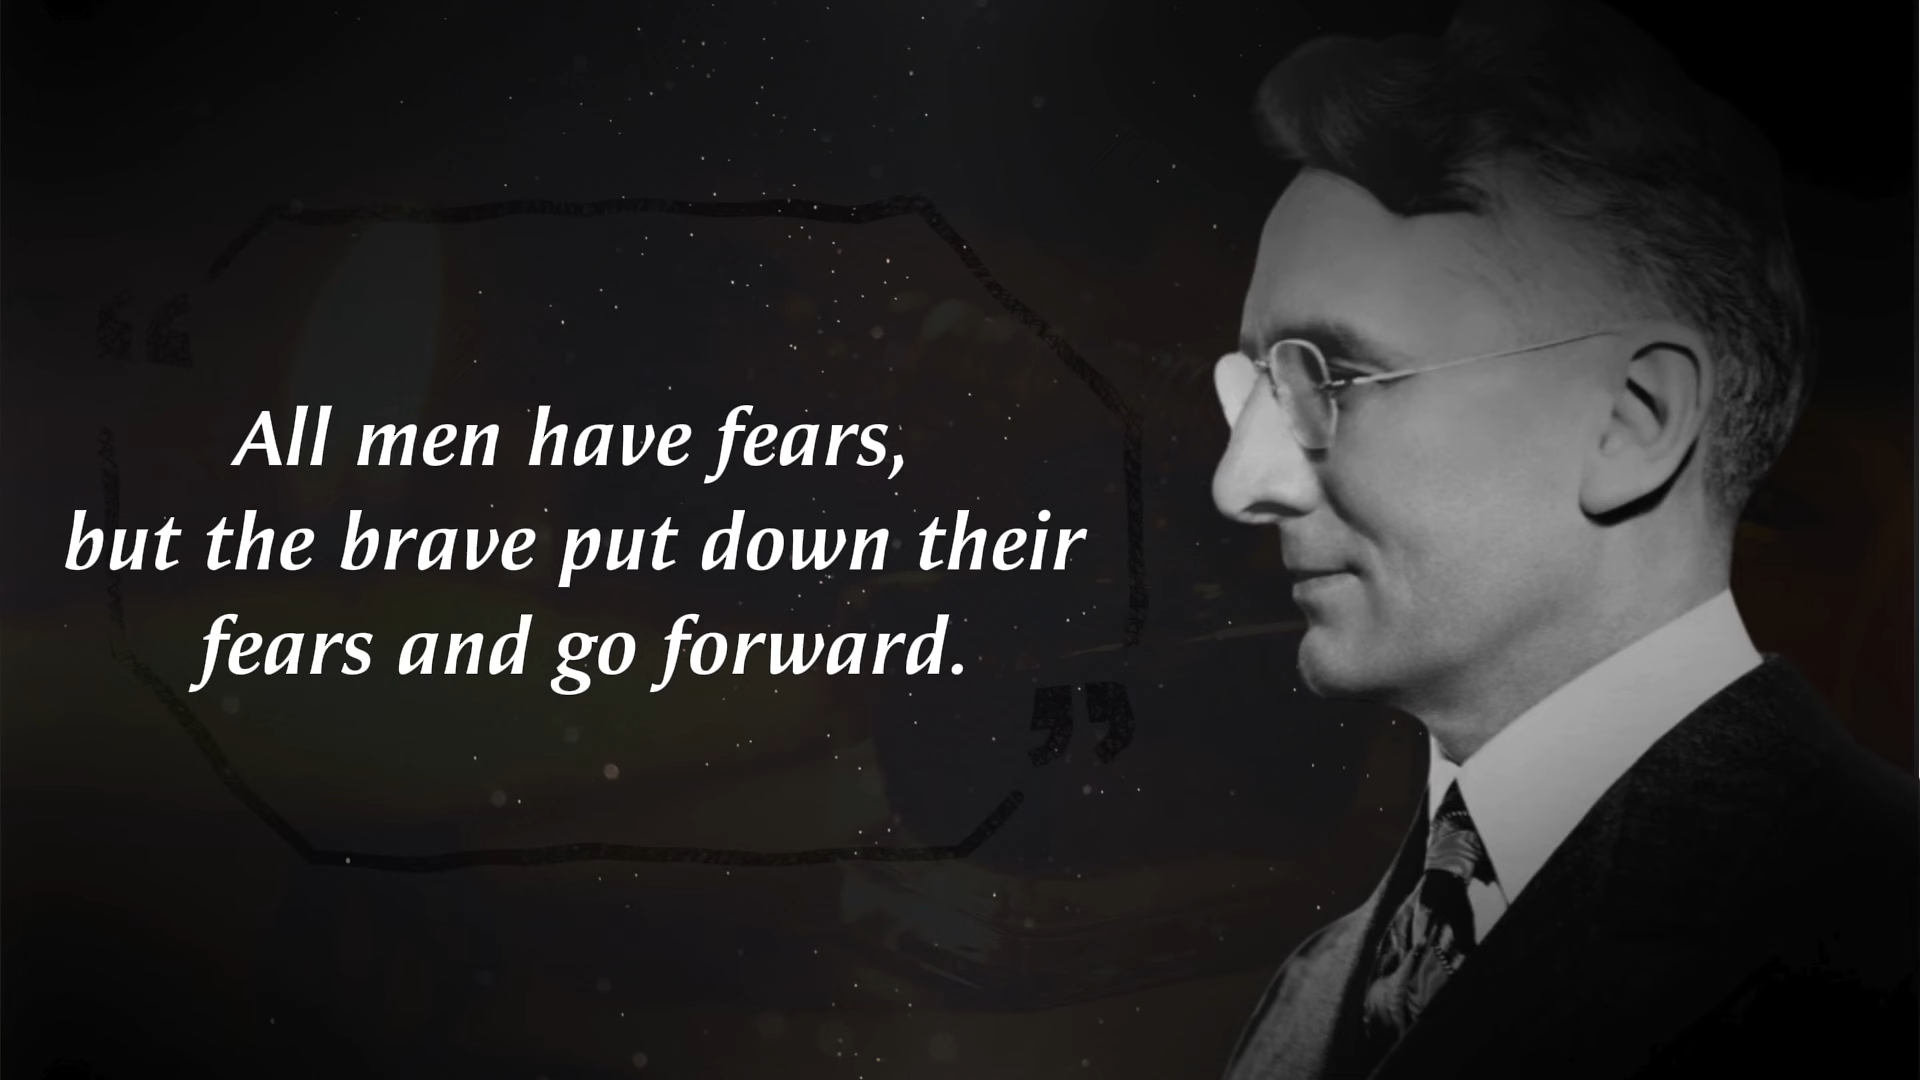 All men have fears,
but the brave put down their
fears and go forward.